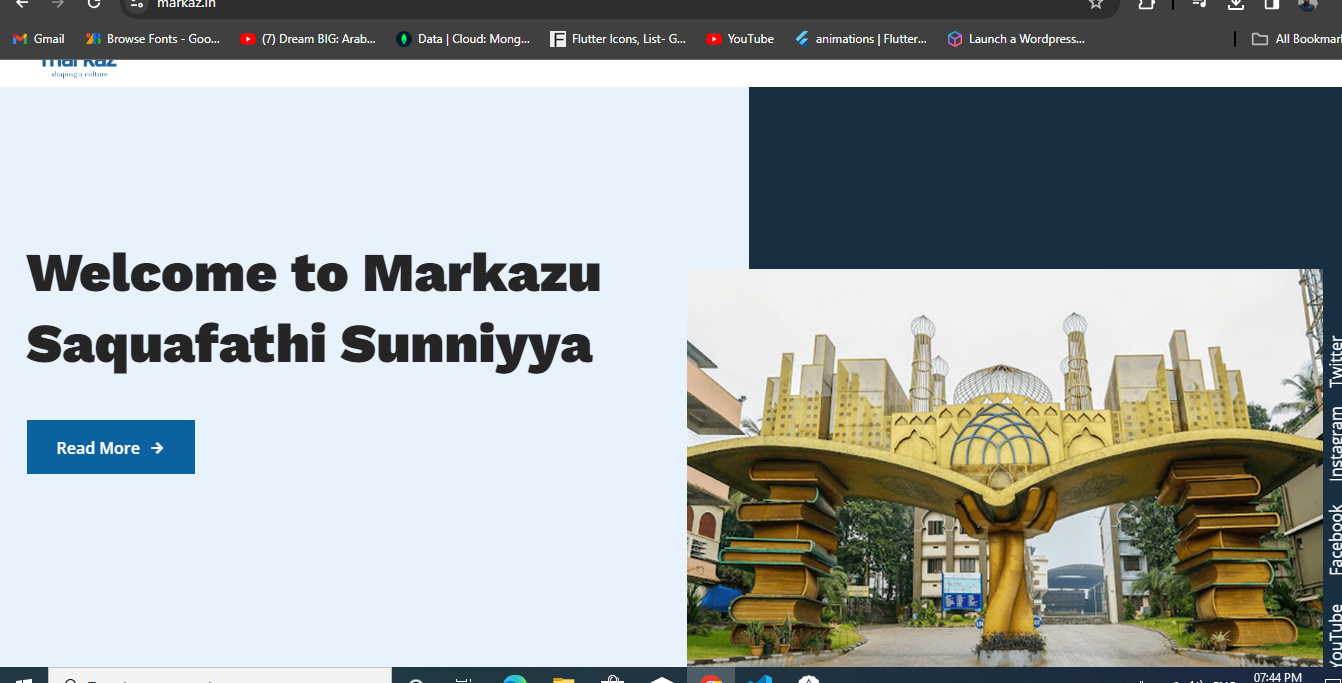 markaz.in
Gmail
Browse Fonts - Goo...
(7) Dream BIG: Arab...
Data | Cloud: Mong...
Flutter Icons, List- G...
YouTube
animations | Flutter...
Launch a Wordpress...
All Bookmar
markaz
shaping a culture
Welcome to Markazu
Saquafathi Sunniyya
Read More
Twitter
Instagram
Facebook
YouTube
07:44 PM